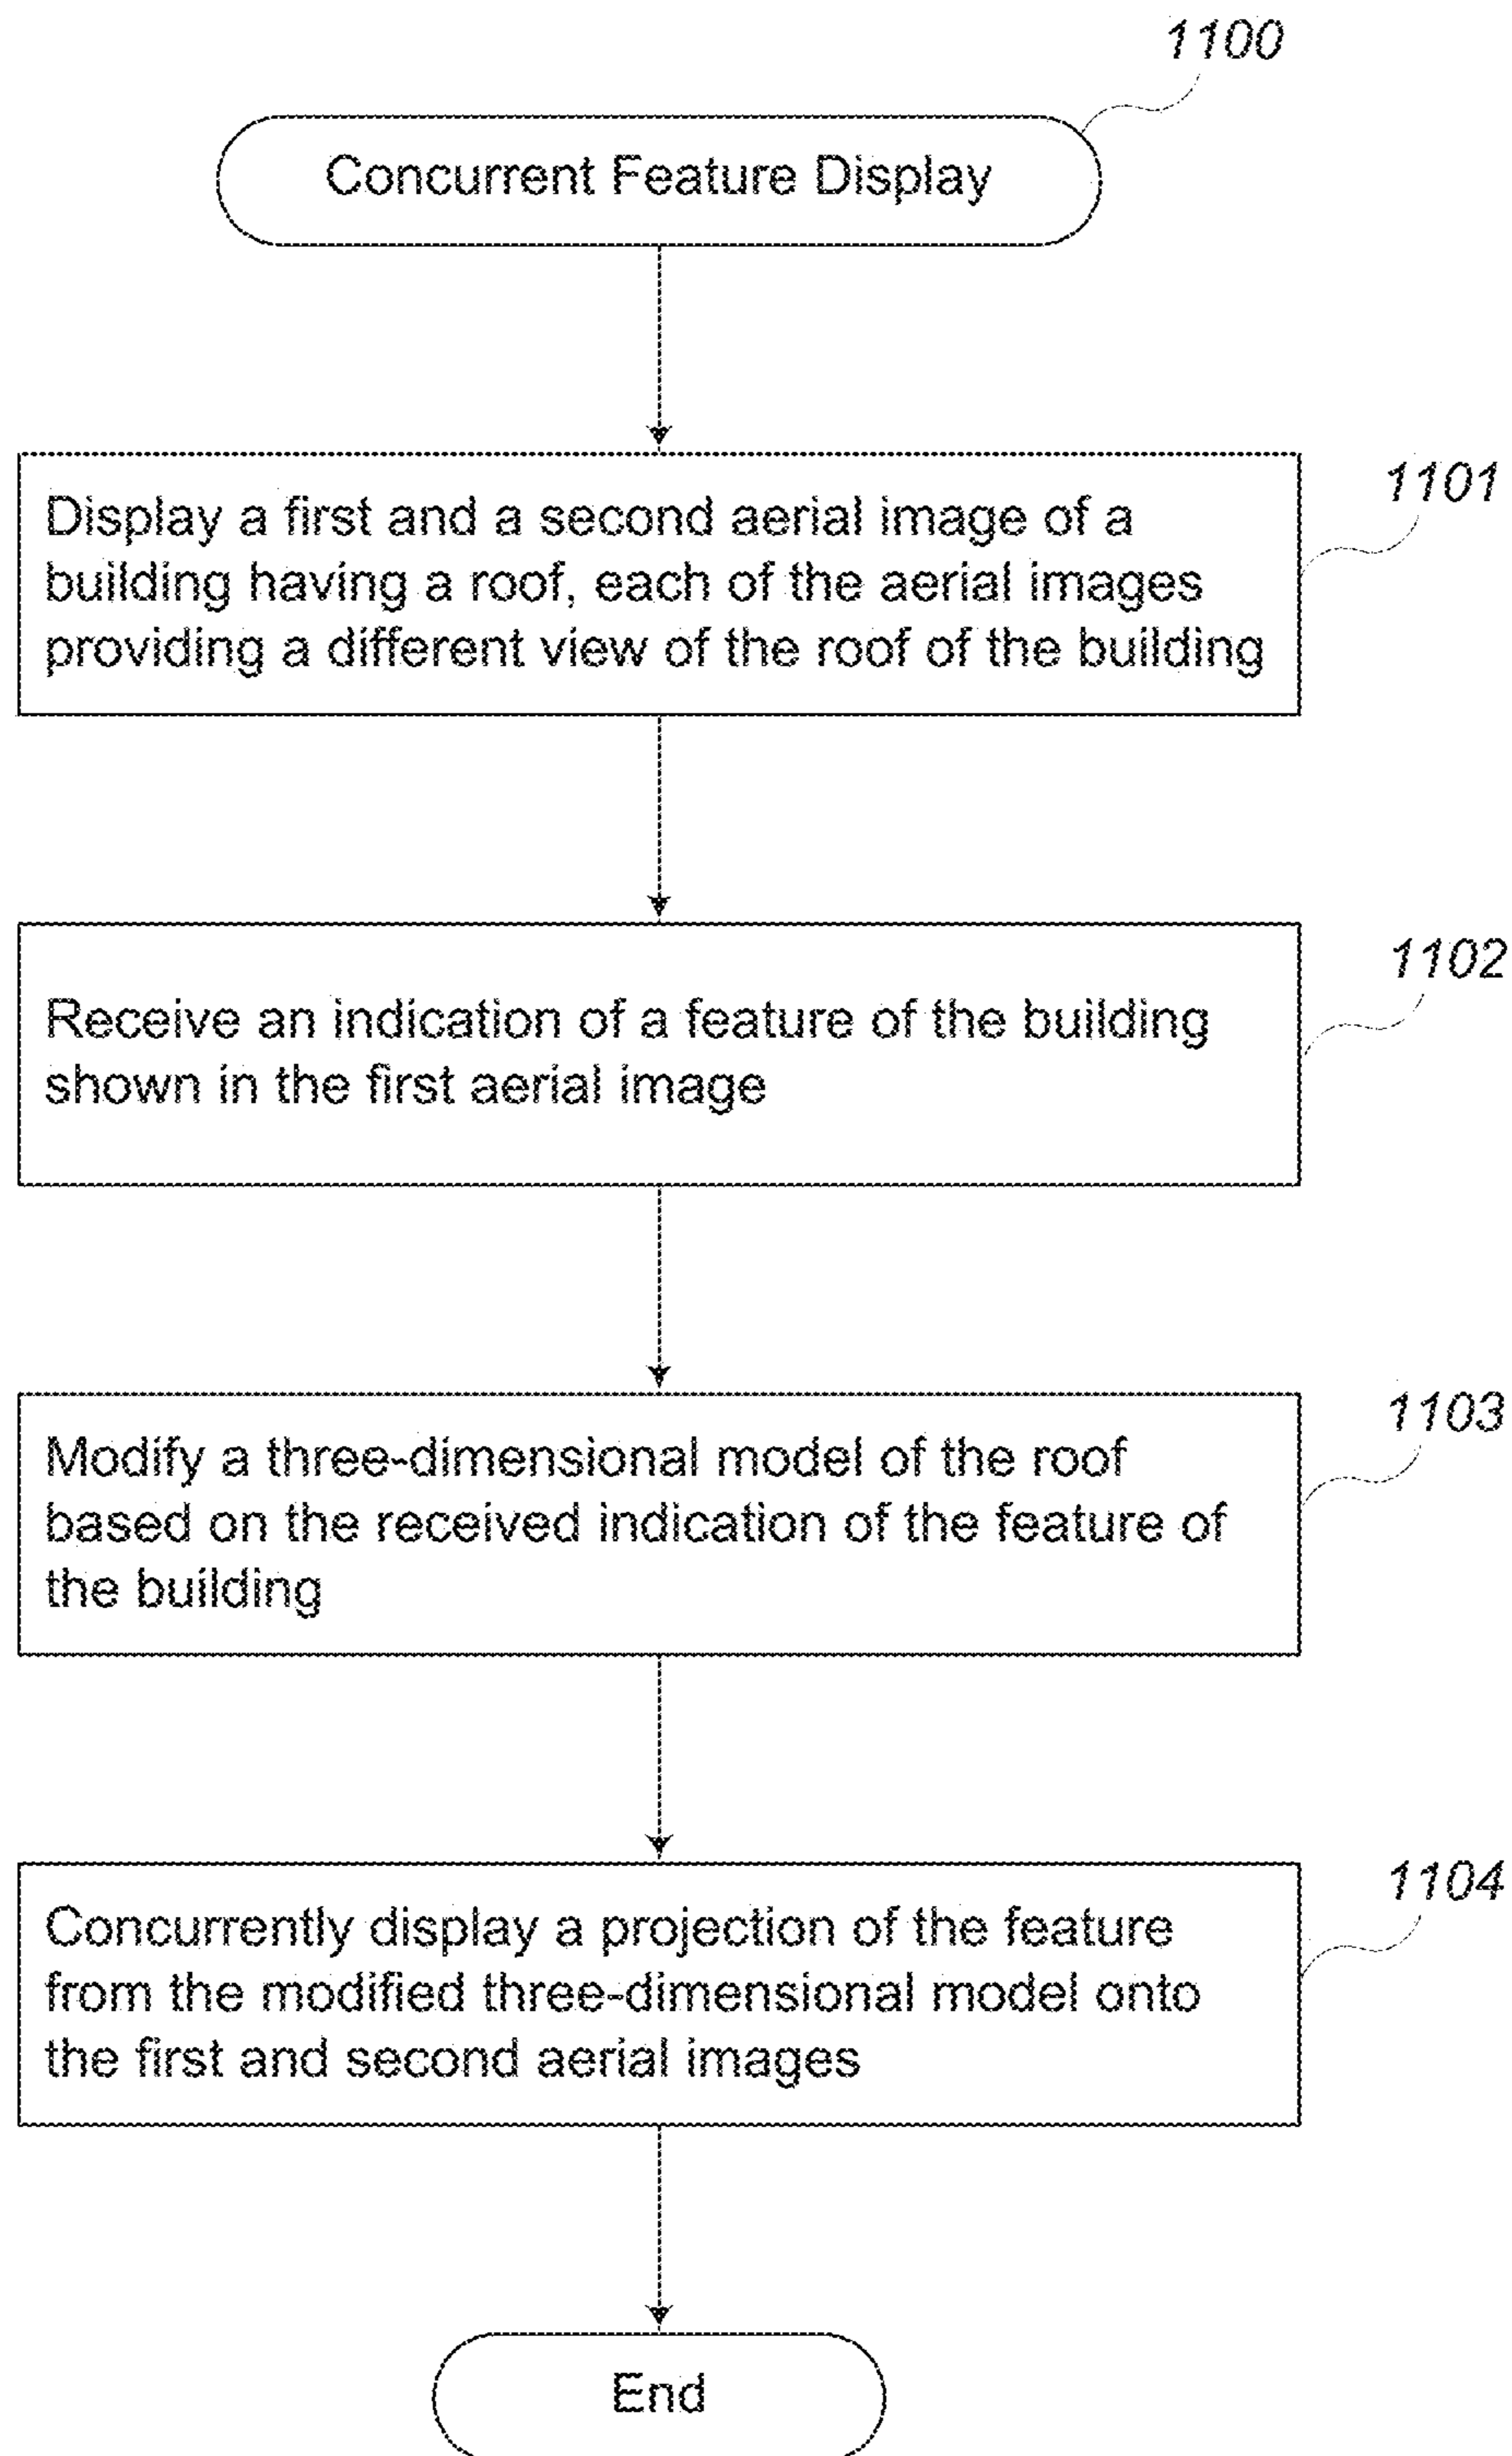 1100
Concurrent Feature Display
1101
Display a first and a second aerial image of a
building having a roof, each of the aerial images
providing a different view of the roof of the building
1102
Receive an indication of a feature of the building
shown in the first aerial image
1103
Modify a three-dimensional model of the roof
based on the received indication of the feature of
the building
1104
Concurrently display a projection of the feature
from the modified three-dimensional model onto
the first and second aerial images
End